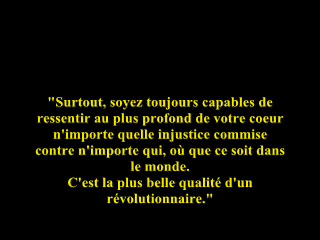 "Surtout, soyez toujours capables de
ressentir au plus profond de votre coeur
n'importe quelle injustice commise
contre n'importe qui, où que ce soit dans
le monde.
C'est la plus belle qualité d'un
révolutionnaire."